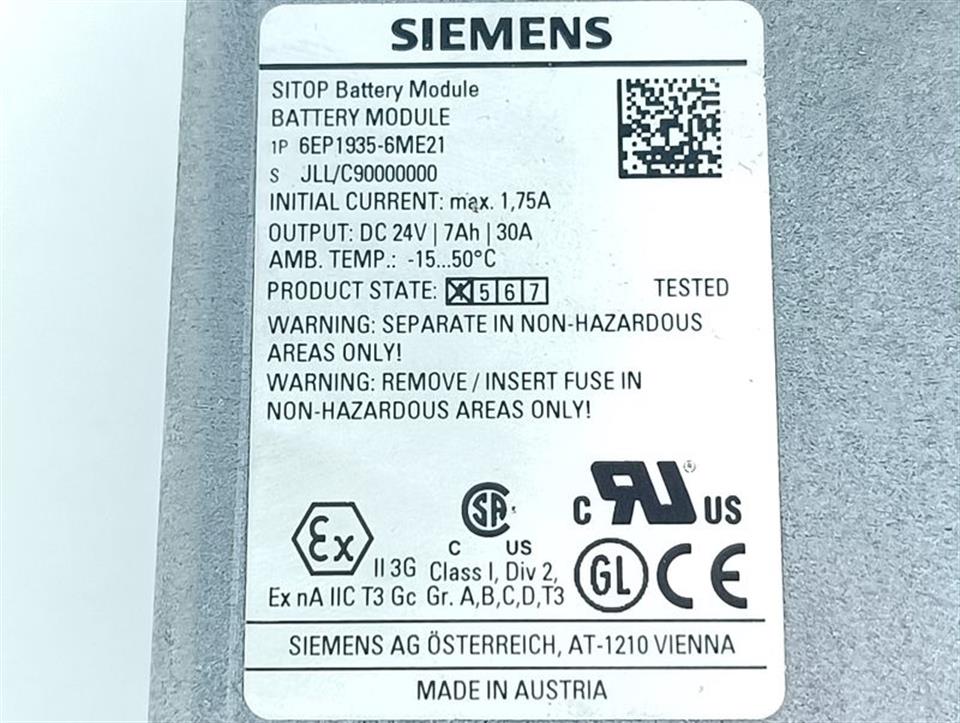 SIEMENS
SITOP Battery Module
BATTERY MODULE
1P 6EP1935-6ME21
S JLL/C90000000
INITIAL CURRENT: max. 1,75A
OUTPUT: DC 24V | 7Ah | 30A
AMB. TEMP.: -15...50°C
PRODUCT STATE: X 5 6 7 TESTED
WARNING: SEPARATE IN NON-HAZARDOUS
AREAS ONLY!
WARNING: REMOVE / INSERT FUSE IN
NON-HAZARDOUS AREAS ONLY!
Ex II 3G
Ex nA IIC T3 Gc
SA
C US
Class I, Div 2,
Gr. A,B,C,D,T3
C RU ® US
GL CE
SIEMENS AG ÖSTERREICH, AT-1210 VIENNA
MADE IN AUSTRIA